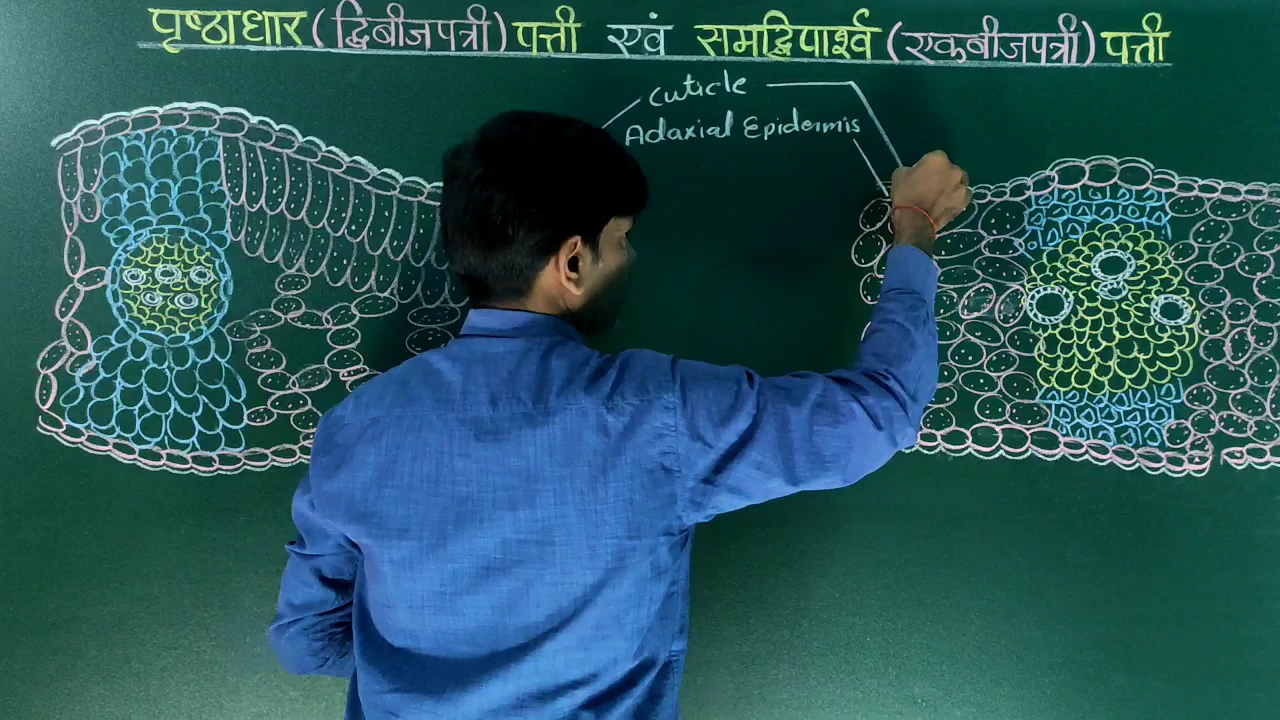 पृष्ठाधार (द्विबीजपत्री) पत्ती एवं समद्विपार्श्व (एकबीजपत्री) पत्ती
Cuticle
Adaxial Epidermis